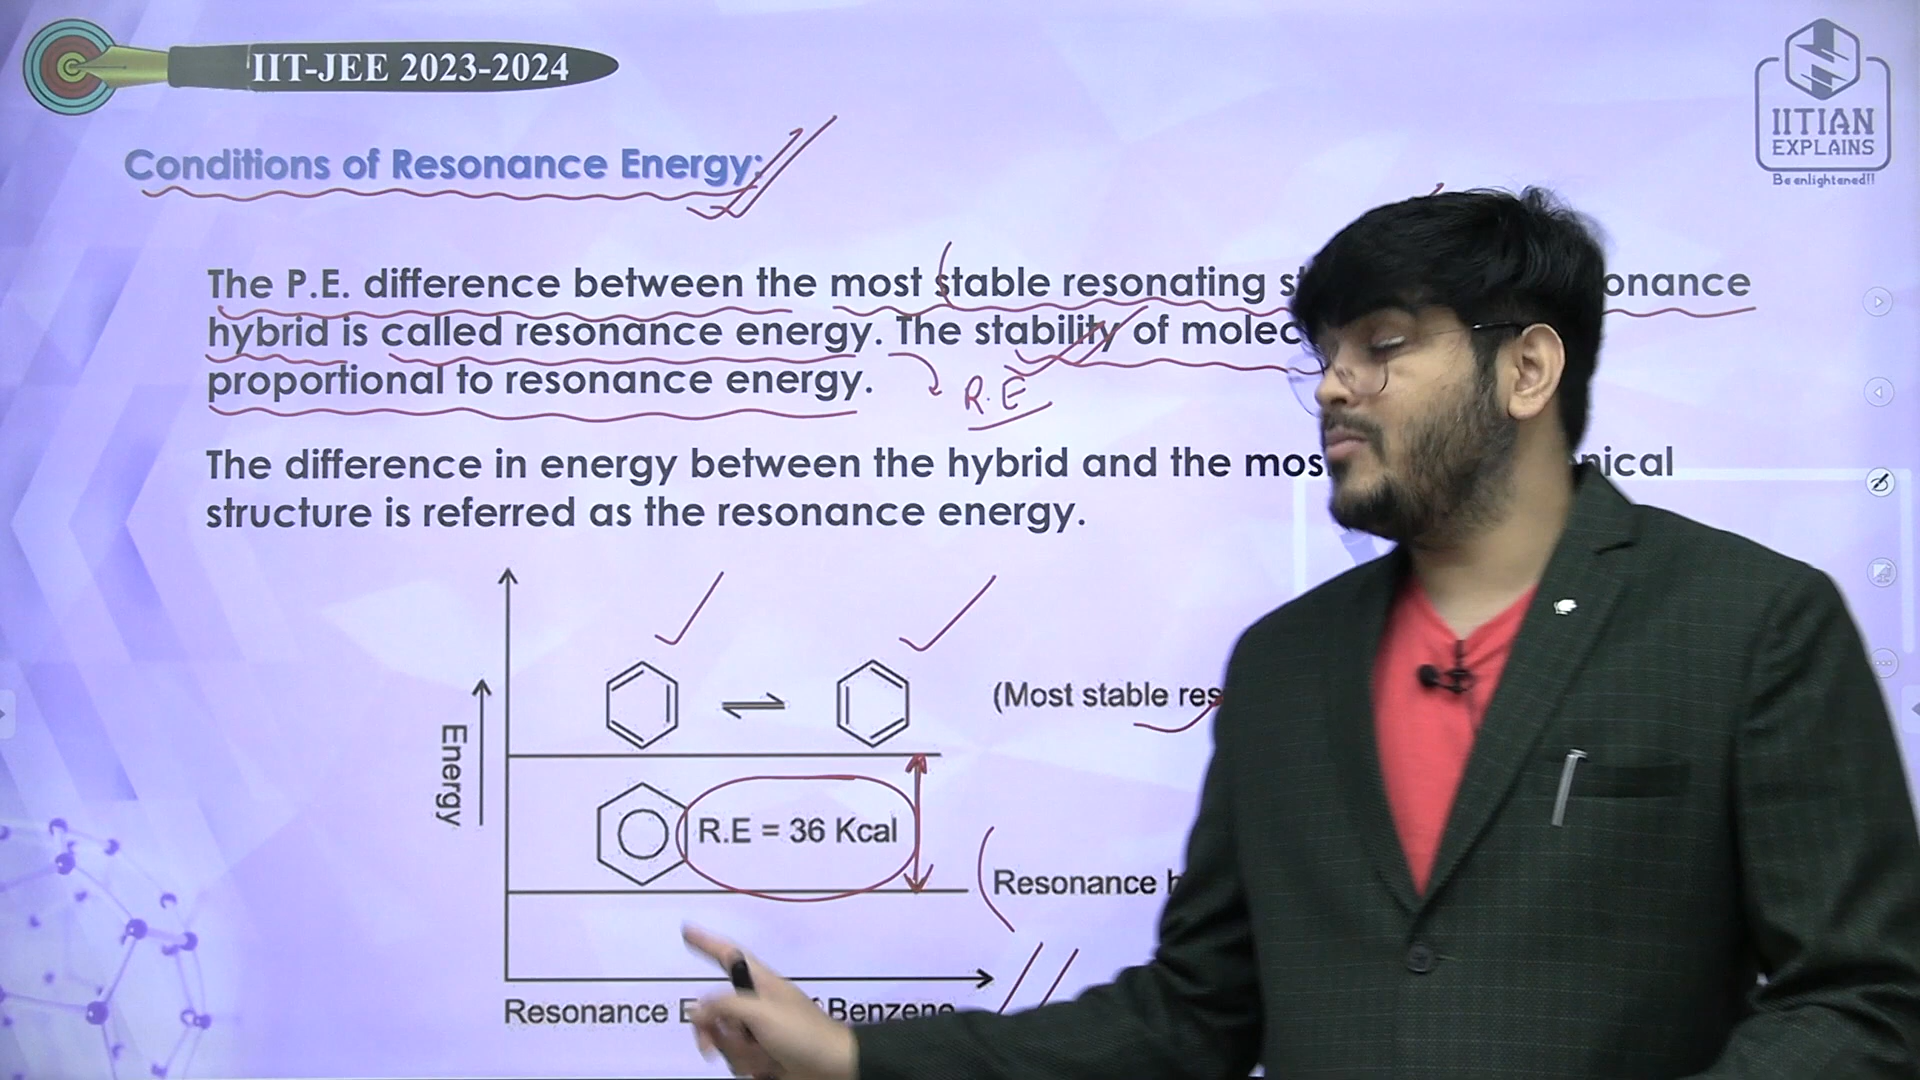 IIT-JEE 2023-2024
IITIAN
EXPLAINS
Be enlightened!!
Conditions of Resonance Energy:
The P.E. difference between the most stable resonating
hybrid is called resonance energy. The stability of
proportional to resonance energy.
R.E
The difference in energy between the hybrid and the
structure is referred as the resonance energy.
(Most stable
Energy
R.E = 36 Kcal
Resonance
Resonance Benzene